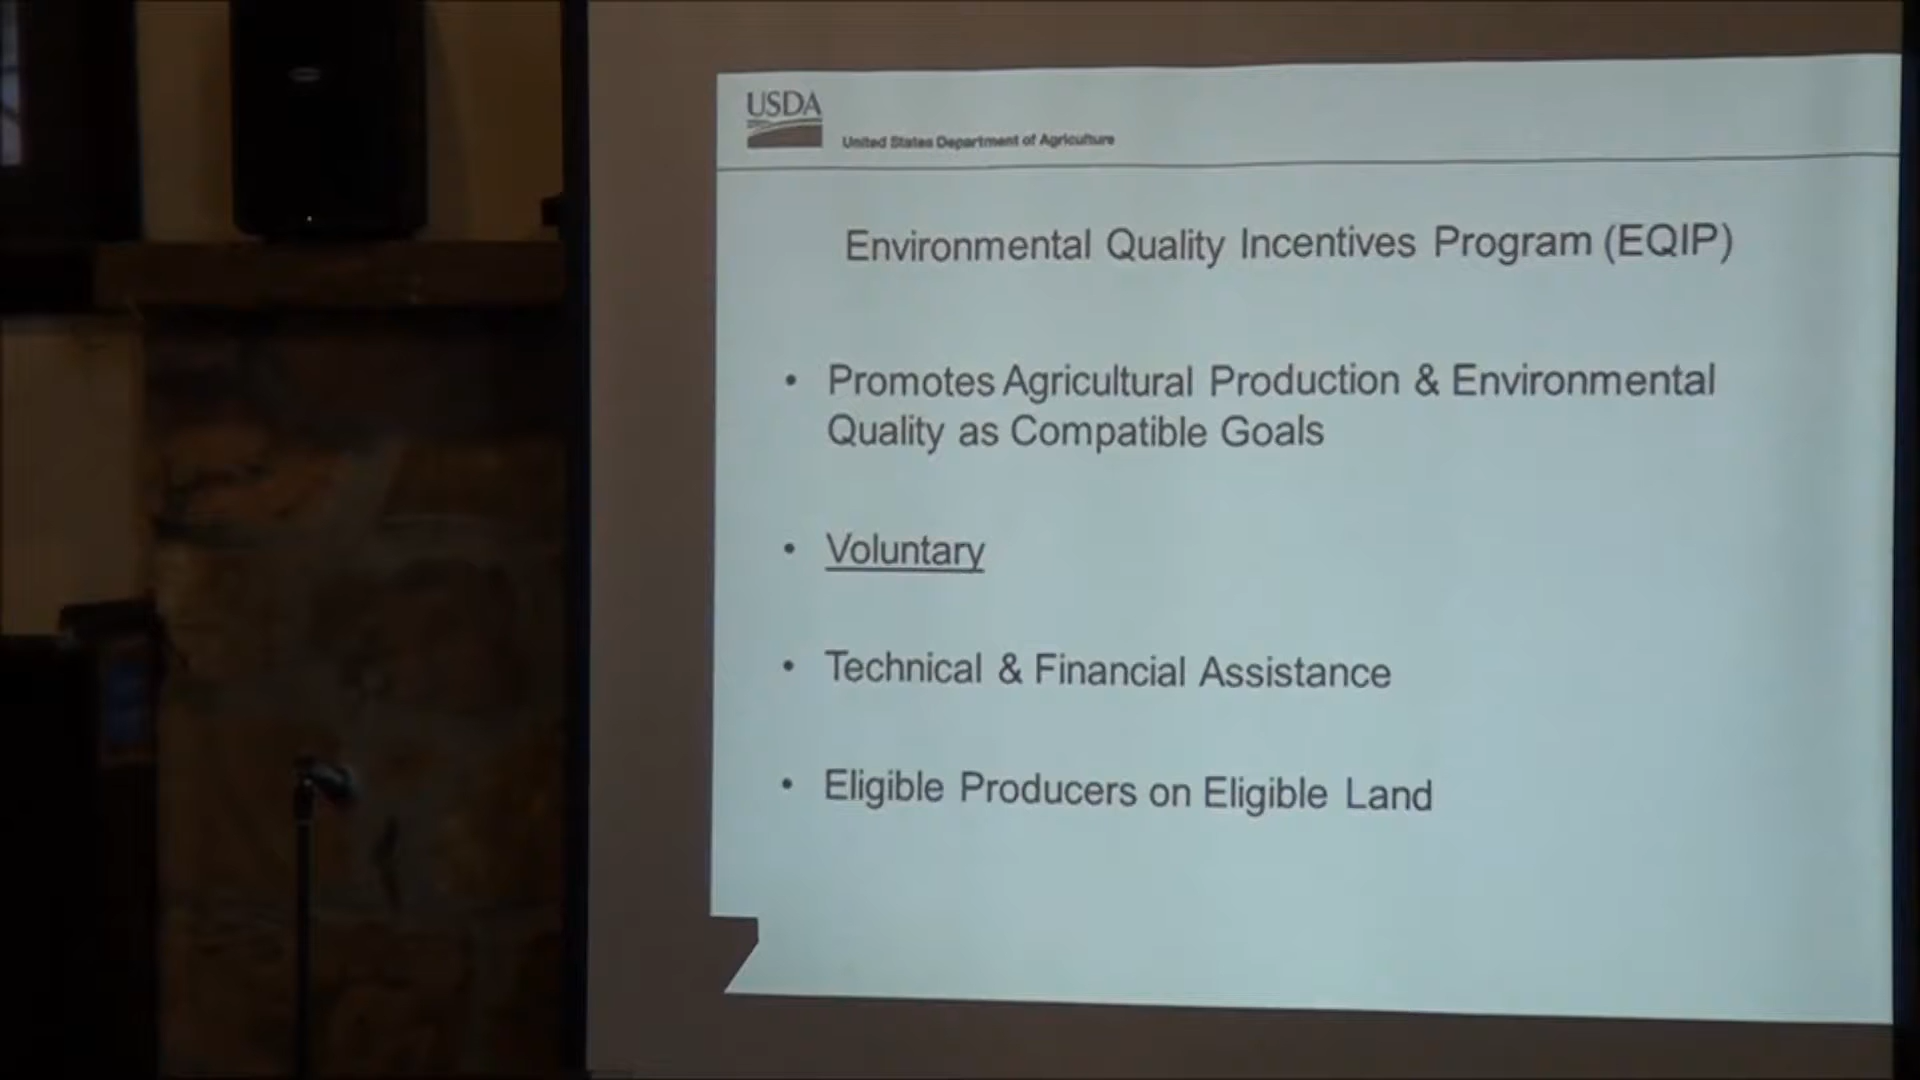 USDA
United States Department of Agriculture
Environmental Quality Incentives Program (EQIP)
• Promotes Agricultural Production & Environmental
Quality as Compatible Goals
• Voluntary
• Technical & Financial Assistance
• Eligible Producers on Eligible Land